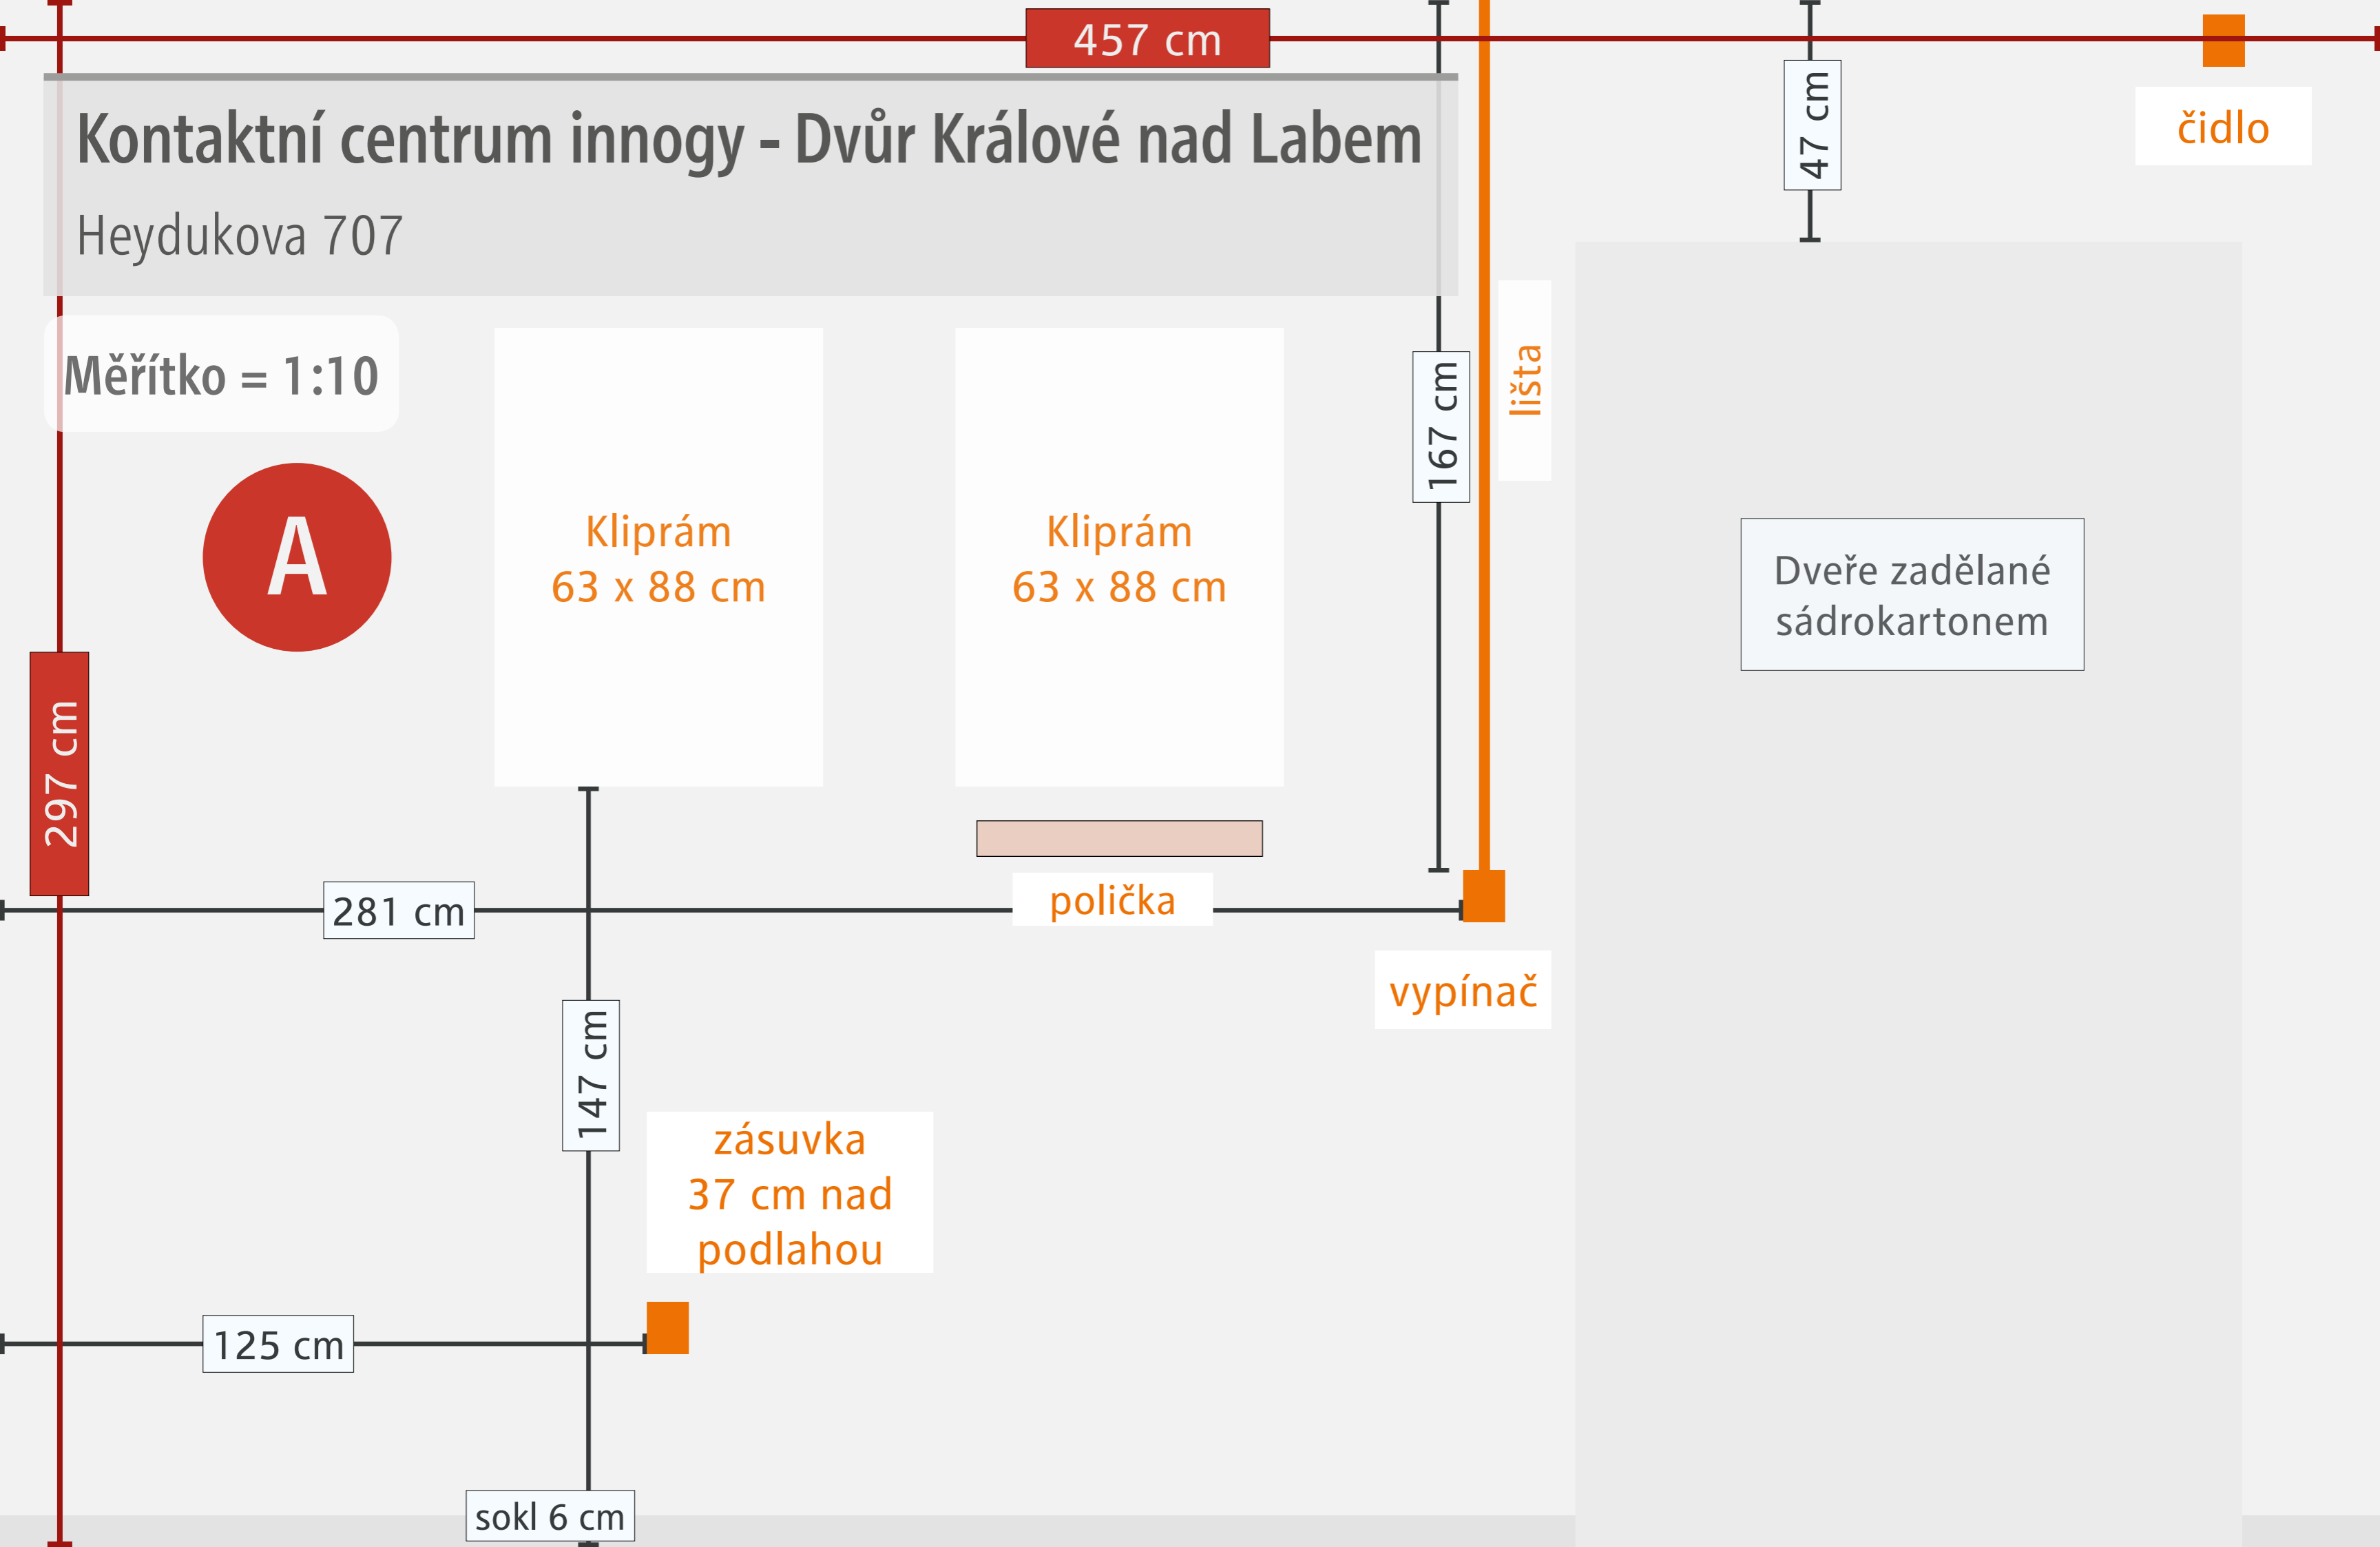 457 cm
47 cm
čidlo
Kontaktní centrum innogy - Dvůr Králové nad Labem
Heydukova 707
Měřítko = 1:10
A
Kliprám
63 x 88 cm
Kliprám
63 x 88 cm
167 cm
lišta
Dveře zadělané
sádrokartonem
297 cm
281 cm
polička
vypínač
147 cm
zásuvka
37 cm nad
podlahou
125 cm
sokl 6 cm